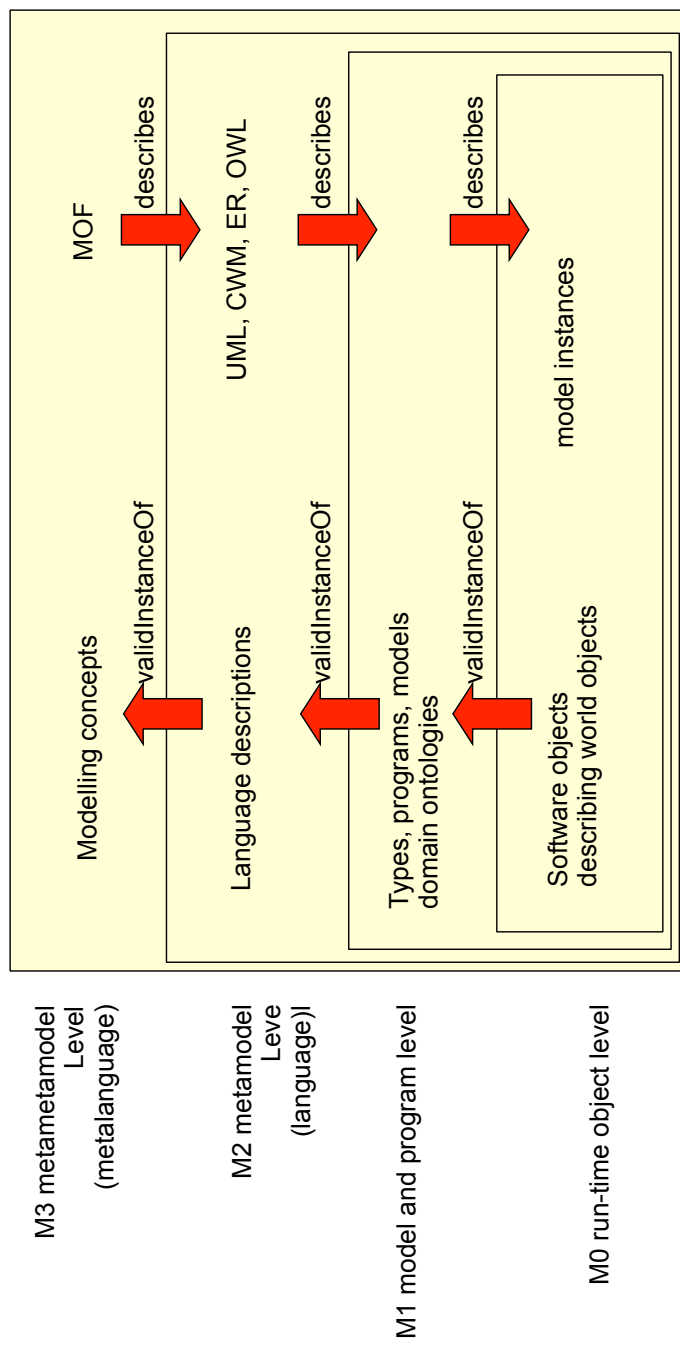 M3 metametamodel
Level
(metalanguage)
Modelling concepts
MOF
validInstanceOf
describes
M2 metamodel
Leve
(language)l
Language descriptions
UML, CWM, ER, OWL
validInstanceOf
describes
M1 model and program level
Types, programs, models
domain ontologies
validInstanceOf
describes
M0 run-time object level
Software objects
describing world objects
model instances